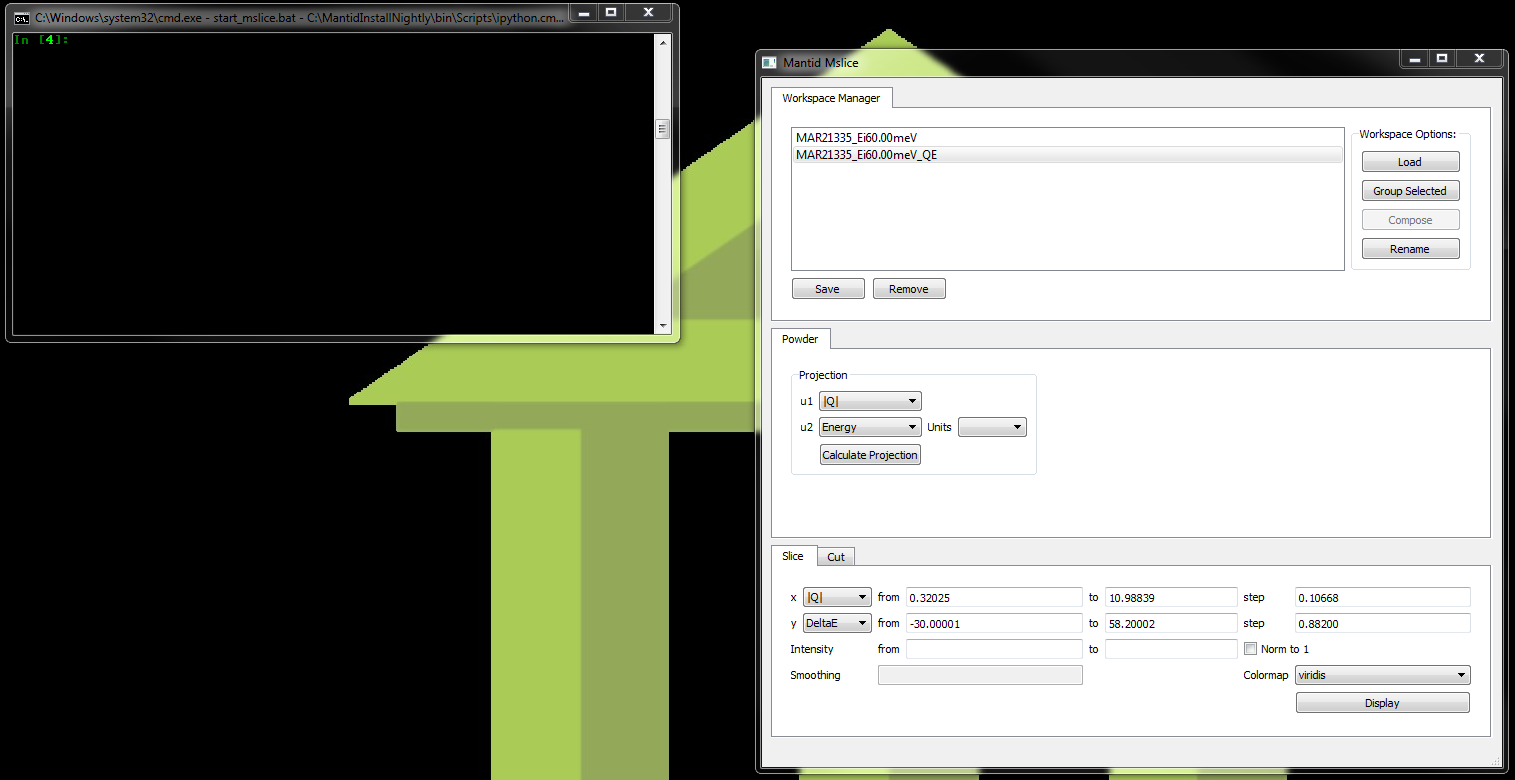 C:\Windows\system32\cmd.exe - start_mslice.bat - C:\MantidInstallNightly\bin\Scripts\ipython.cm...
In [4]:
Mantid Mslice
Workspace Manager
MAR21335_Ei60.00meV
MAR21335_Ei60.00meV_QE
Workspace Options:
Load
Group Selected
Compose
Rename
Save Remove
Powder
Projection
u1 |Q|
u2 Energy Units
Calculate Projection
Slice Cut
x |Q| from 0.32025 to 10.98839 step 0.10668
y DeltaE from -30.00001 to 58.20002 step 0.88200
Intensity from to Norm to 1
Smoothing Colormap viridis
Display